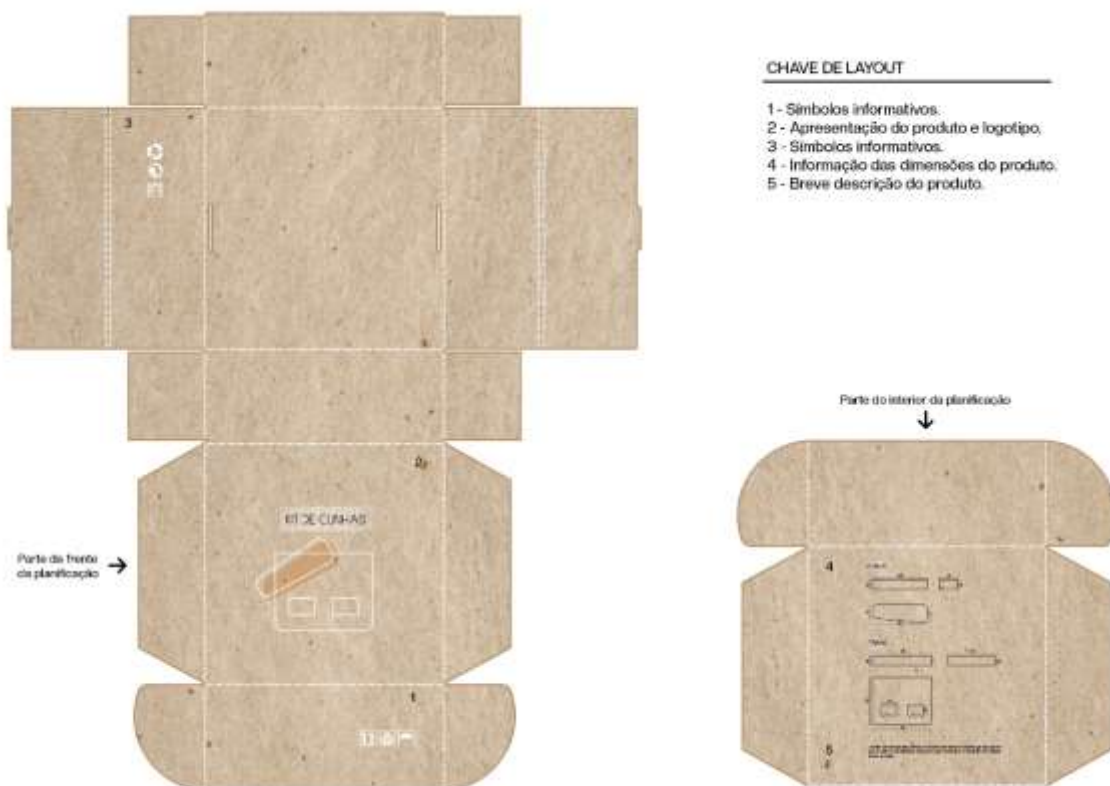 CHAVE DE LAYOUT
1 - Símbolos informativos.
2 - Apresentação do produto e logotipo.
3 - Símbolos informativos.
4 - Informação das dimensões do produto.
5 - Breve descrição do produto.
3
2
KIT DE CUNHAS
Parte da frente
da planificação
1
Parte do interior da planificação
4
5